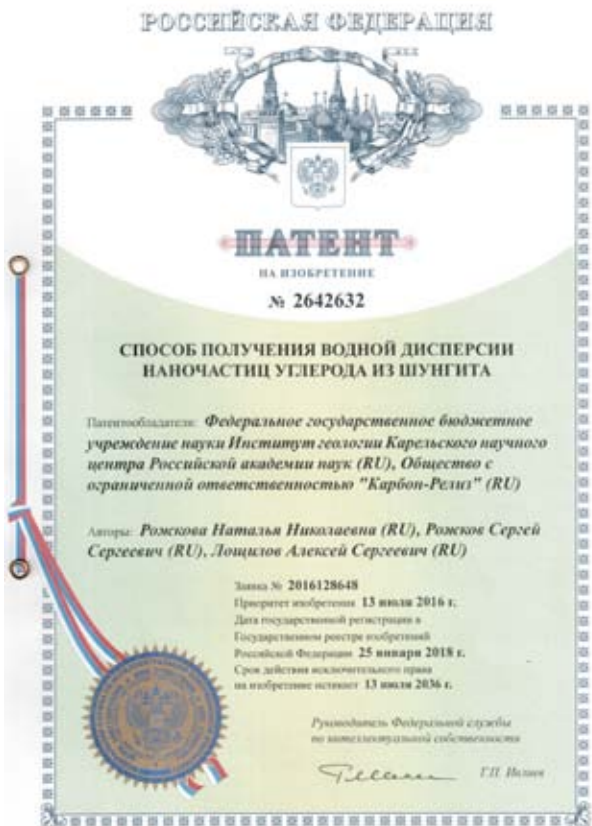 РОССИЙСКАЯ ФЕДЕРАЦИЯ
ПАТЕНТ
НА ИЗОБРЕТЕНИЕ
№ 2642632
СПОСОБ ПОЛУЧЕНИЯ ВОДНОЙ ДИСПЕРСИИ
НАНОЧАСТИЦ УГЛЕРОДА ИЗ ШУНГИТА
Патентообладатели: Федеральное государственное бюджетное
учреждение науки Институт геологии Карельского научного
центра Российской академии наук (RU), Общество с
ограниченной ответственностью "Карбон-Релиз" (RU)
Авторы: Рожкова Наталья Николаевна (RU), Рожков Сергей
Сергеевич (RU), Лощилов Алексей Сергеевич (RU)
Заявка № 2016128648
Приоритет изобретения 13 июля 2016 г.
Дата государственной регистрации в
Государственном реестре изобретений
Российской Федерации 25 января 2018 г.
Срок действия исключительного права
на изобретение истекает 13 июля 2036 г.
Руководитель Федеральной службы
по интеллектуальной собственности
Г.П. Ивлиев